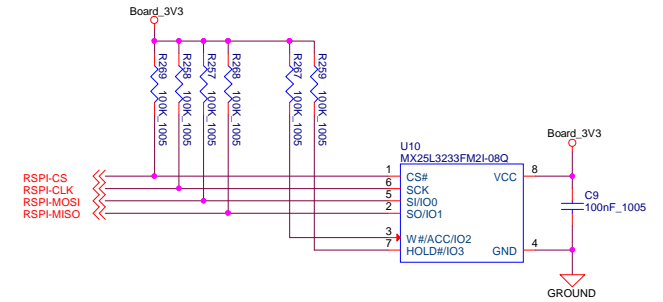 Board_3V3
R269 100K_1005
R258 100K_1005
R257 100K_1005
R268 100K_1005
R267 100K_1005
R259 100K_1005
U10
MX25L3233FM2I-08Q
Board_3V3
RSPI-CS 1 CS# VCC 8
RSPI-CLK 6 SCK
RSPI-MOSI 5 SI/IO0
RSPI-MISO 2 SO/IO1
C9
100nF_1005
3 W#/ACC/IO2
7 HOLD#/IO3 GND 4
GROUND